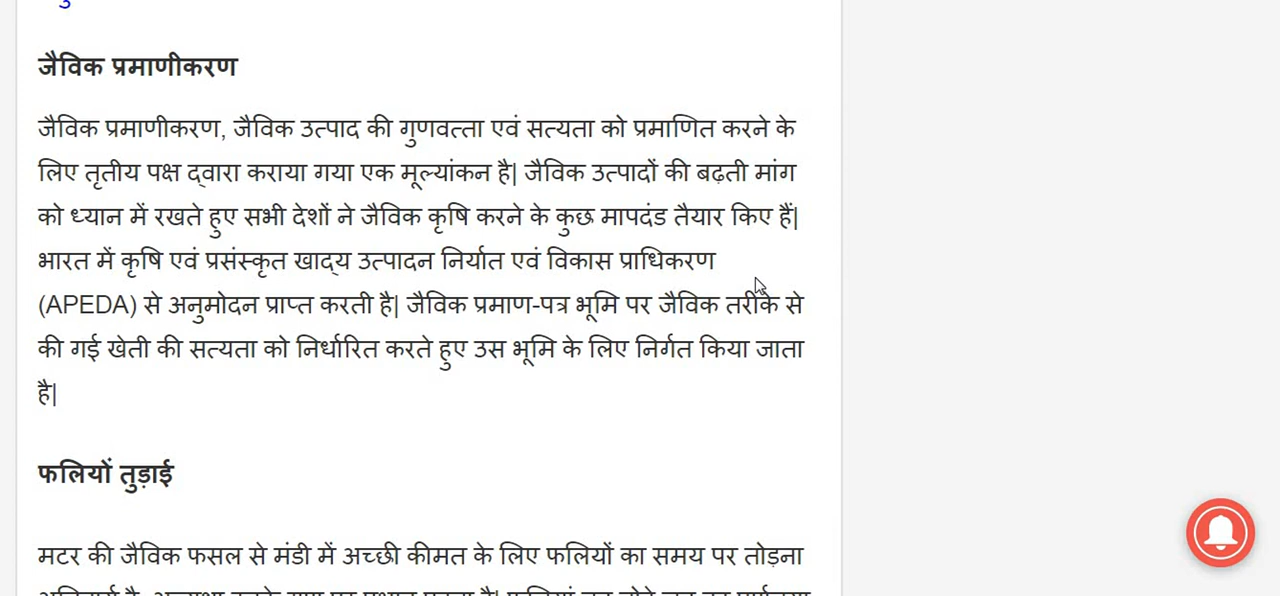 जैविक प्रमाणीकरण
जैविक प्रमाणीकरण, जैविक उत्पाद की गुणवत्ता एवं सत्यता को प्रमाणित करने के
लिए तृतीय पक्ष द्वारा कराया गया एक मूल्यांकन है| जैविक उत्पादों की बढ़ती मांग
को ध्यान में रखते हुए सभी देशों ने जैविक कृषि करने के कुछ मापदंड तैयार किए हैं|
भारत में कृषि एवं प्रसंस्कृत खाद्य उत्पादन निर्यात एवं विकास प्राधिकरण
(APEDA) से अनुमोदन प्राप्त करती है| जैविक प्रमाण-पत्र भूमि पर जैविक तरीके से
की गई खेती की सत्यता को निर्धारित करते हुए उस भूमि के लिए निर्गत किया जाता
है|
फलियों तुड़ाई
मटर की जैविक फसल से मंडी में अच्छी कीमत के लिए फलियों का समय पर तोड़ना